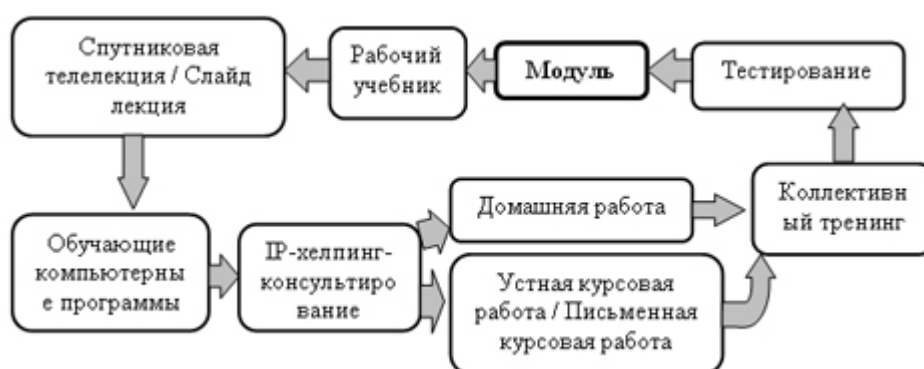 Спутниковая
телелекция / Слайд
лекция
Рабочий
учебник
Модуль
Тестирование
Обучающие
компьютерны
е программы
IP-хелпинг-
консультиро
вание
Домашняя работа
Устная курсовая
работа / Письменная
курсовая работа
Коллективн
ый тренинг